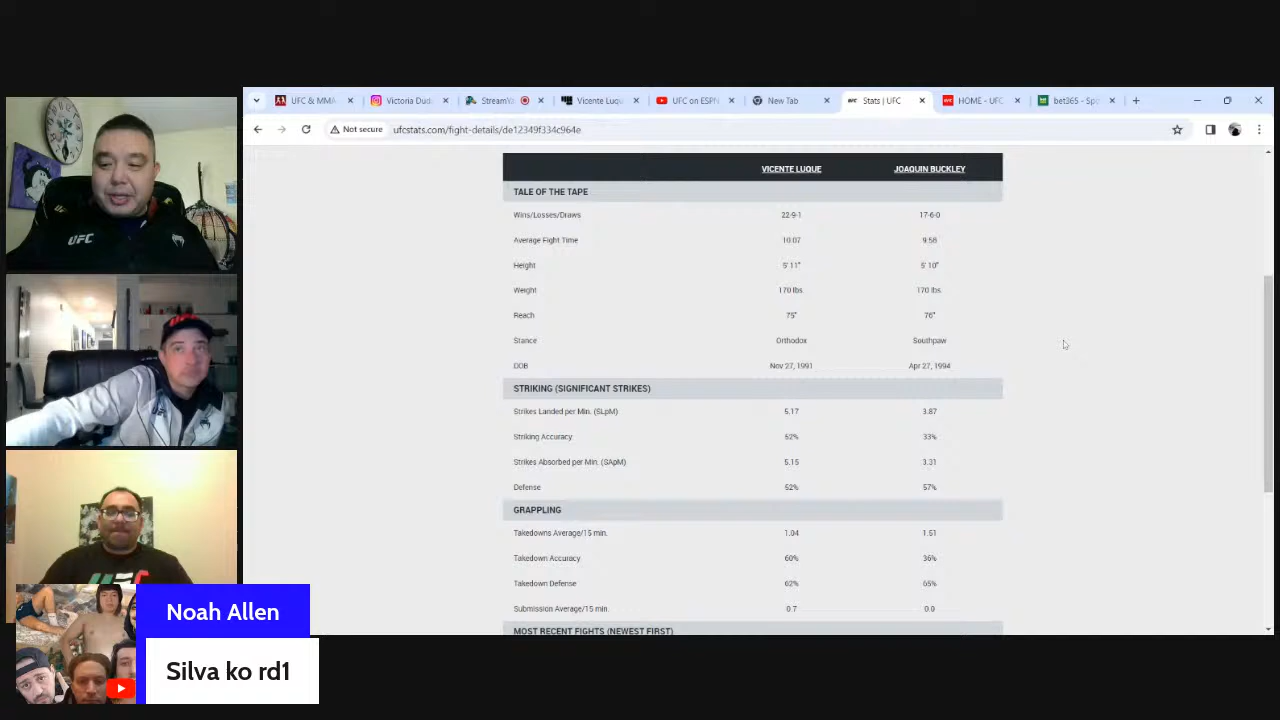 UFC & MMA
Victoria Dud
StreamYa
Vicente Luqu
UFC on ESPN
New Tab
Stats | UFC
HOME - UFC
bet365 - Spo
Not secure
ufcstats.com/fight-details/de12349f334c964e
VICENTE LUQUE JOAQUIN BUCKLEY
TALE OF THE TAPE
Wins/Losses/Draws 22-9-1 17-6-0
Average Fight Time 10:07 9:58
Height 5' 11" 5' 10"
Weight 170 lbs. 170 lbs.
Reach 75" 76"
Stance Orthodox Southpaw
DOB Nov 27, 1991 Apr 27, 1994
STRIKING (SIGNIFICANT STRIKES)
Strikes Landed per Min. (SLpM) 5.17 3.87
Striking Accuracy 52% 33%
Strikes Absorbed per Min. (SApM) 5.15 3.31
Defense 52% 57%
GRAPPLING
Takedowns Average/15 min. 1.04 1.51
Takedown Accuracy 60% 36%
Takedown Defense 62% 65%
Submission Average/15 min. 0.7 0.0
MOST RECENT FIGHTS (NEWEST FIRST)
UFC
UFC
UFC
Noah Allen
Silva ko rd1